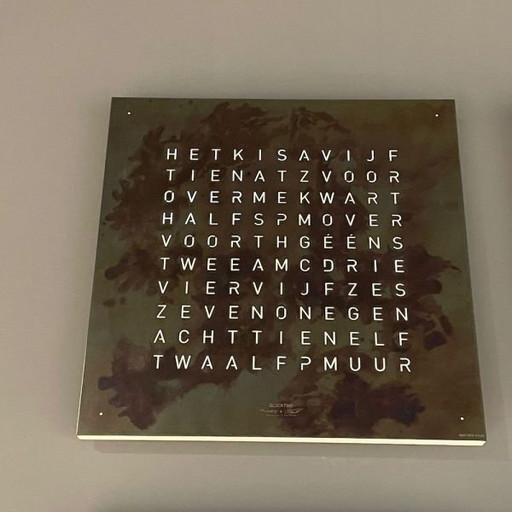 HETKISAVIJF
TIENATZVOOR
OVERMEKWART
HALFSPMOVER
VOORTHGÉÉNS
TWEEAMCDRIE
VIERVIJFZES
ZEVENONEGEN
ACHTTIENELF
TWAALFPMUUR